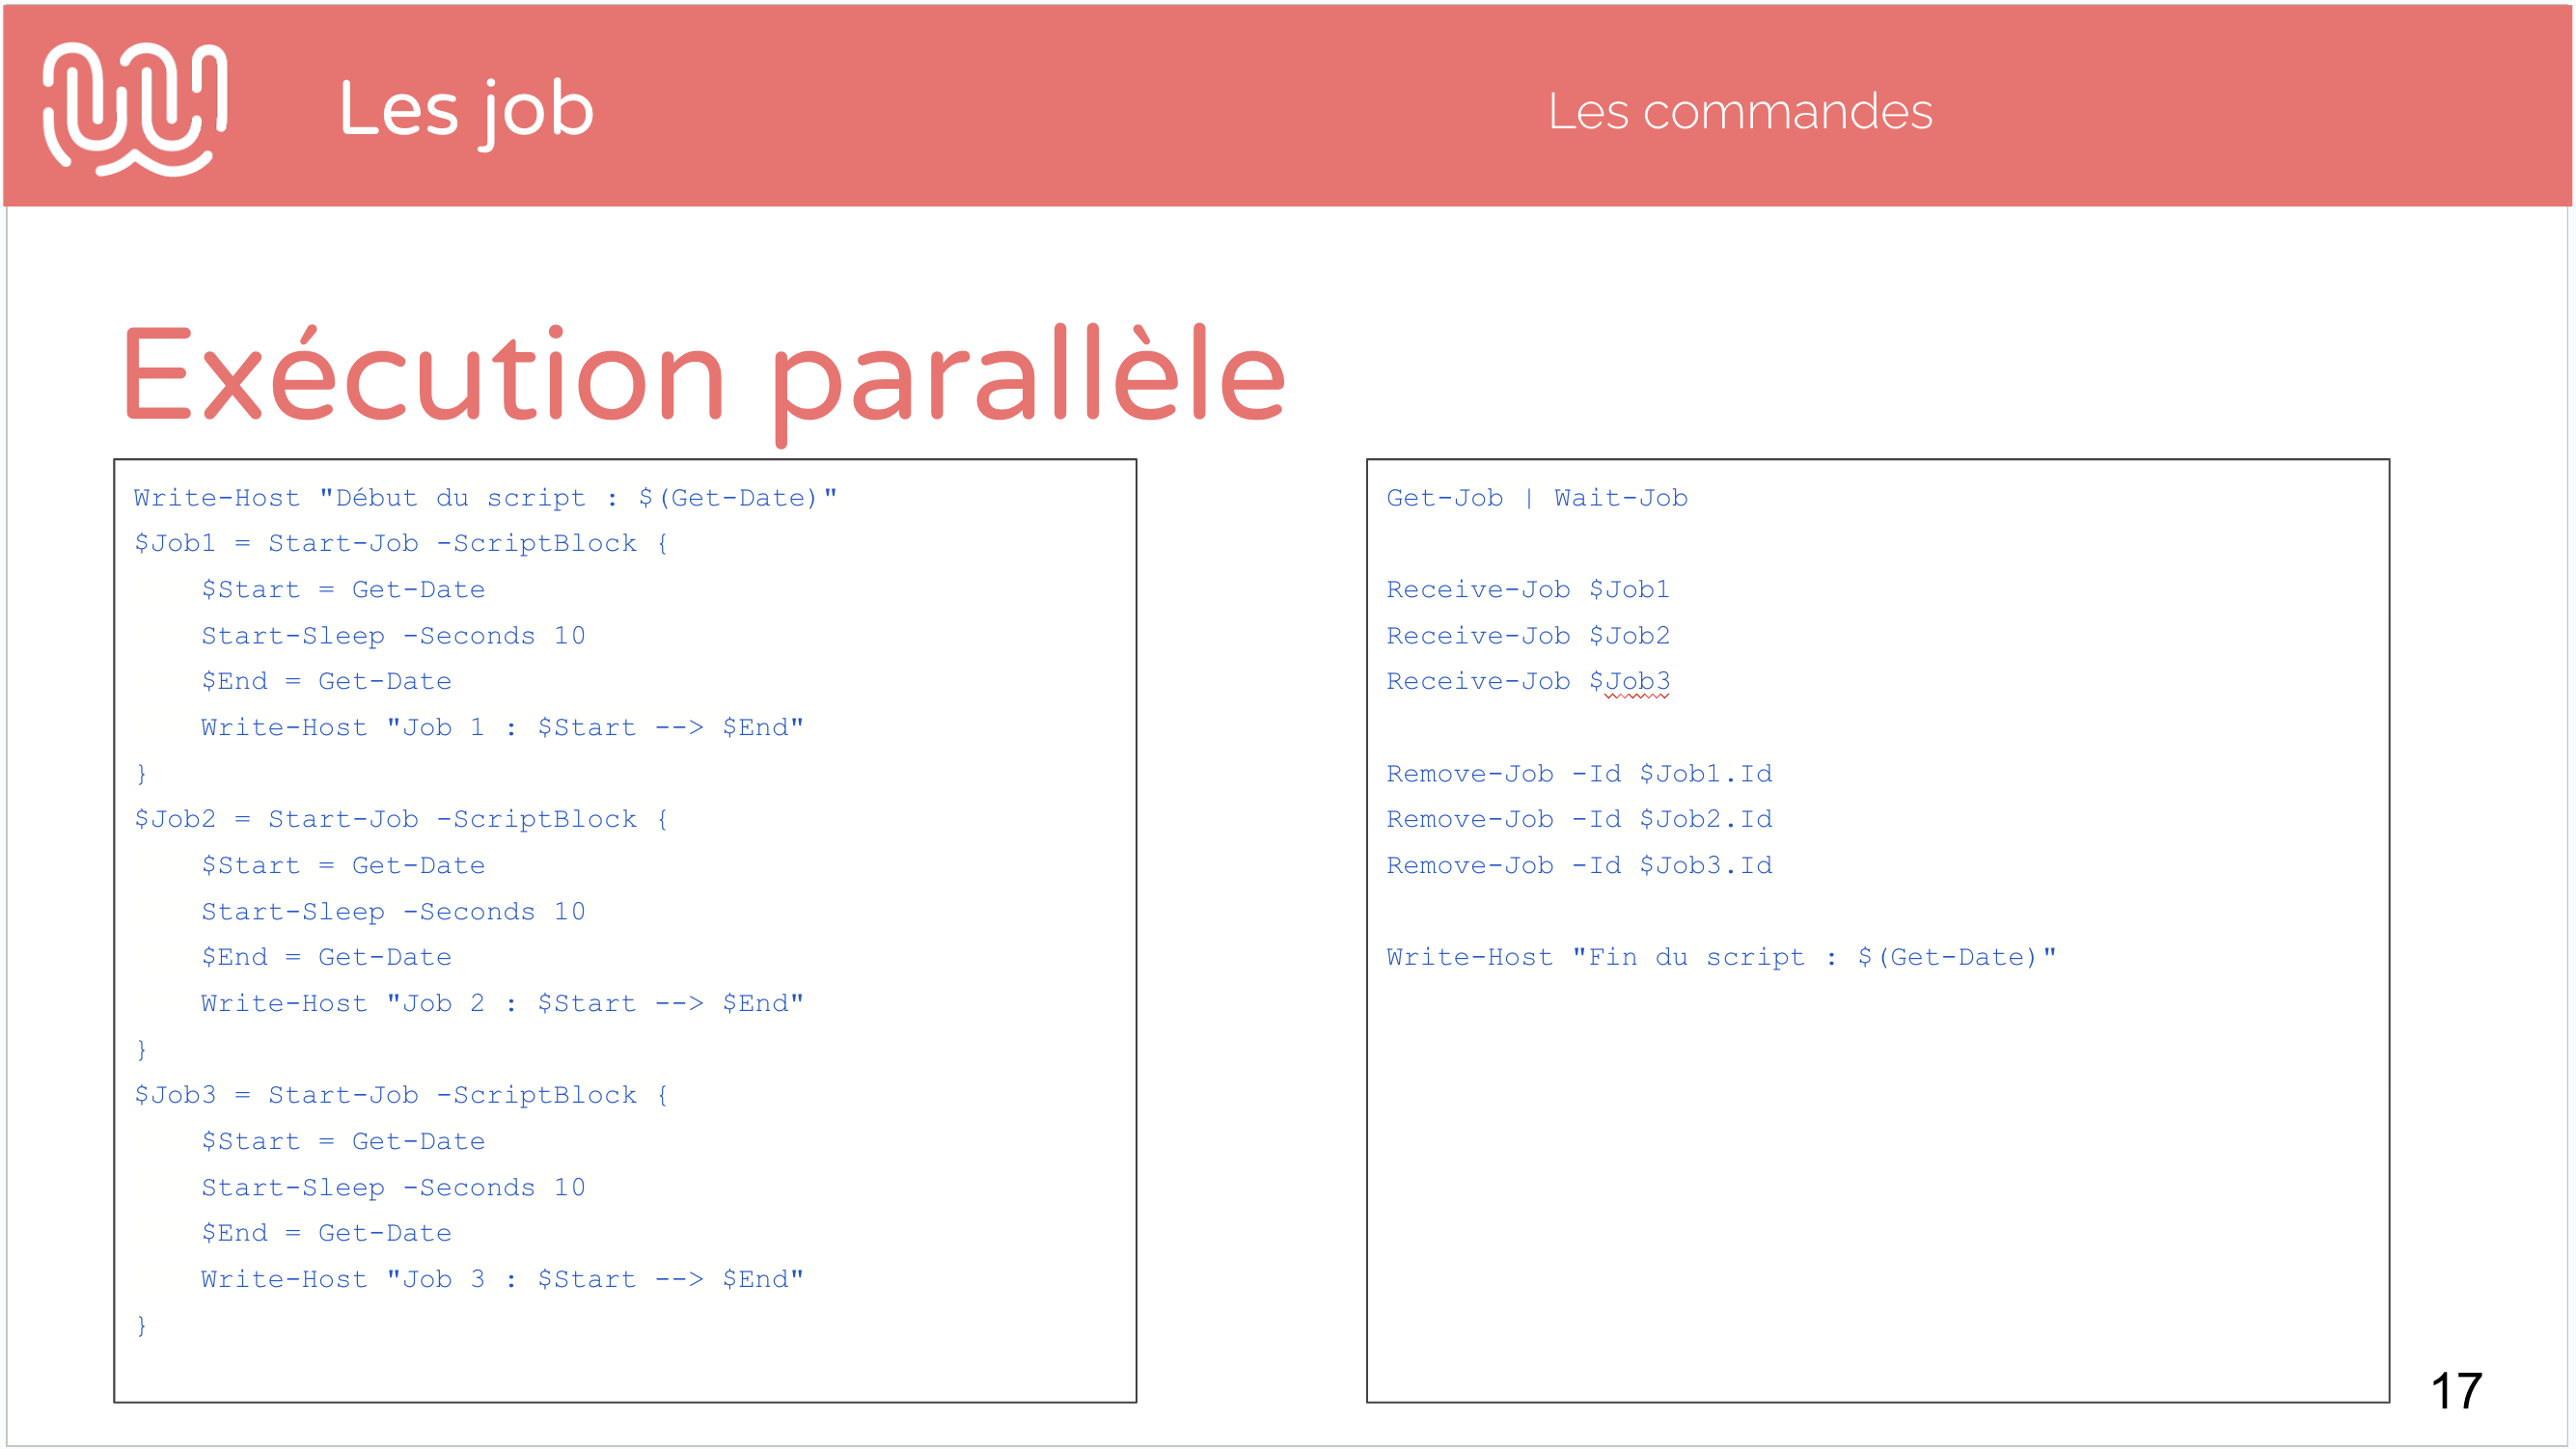 Les job
Les commandes
Exécution parallèle
Write-Host "Début du script : $(Get-Date)"
$Job1 = Start-Job -ScriptBlock {
    $Start = Get-Date
    Start-Sleep -Seconds 10
    $End = Get-Date
    Write-Host "Job 1 : $Start --> $End"
}
$Job2 = Start-Job -ScriptBlock {
    $Start = Get-Date
    Start-Sleep -Seconds 10
    $End = Get-Date
    Write-Host "Job 2 : $Start --> $End"
}
$Job3 = Start-Job -ScriptBlock {
    $Start = Get-Date
    Start-Sleep -Seconds 10
    $End = Get-Date
    Write-Host "Job 3 : $Start --> $End"
}
Get-Job | Wait-Job
Receive-Job $Job1
Receive-Job $Job2
Receive-Job $Job3
Remove-Job -Id $Job1.Id
Remove-Job -Id $Job2.Id
Remove-Job -Id $Job3.Id
Write-Host "Fin du script : $(Get-Date)"
17